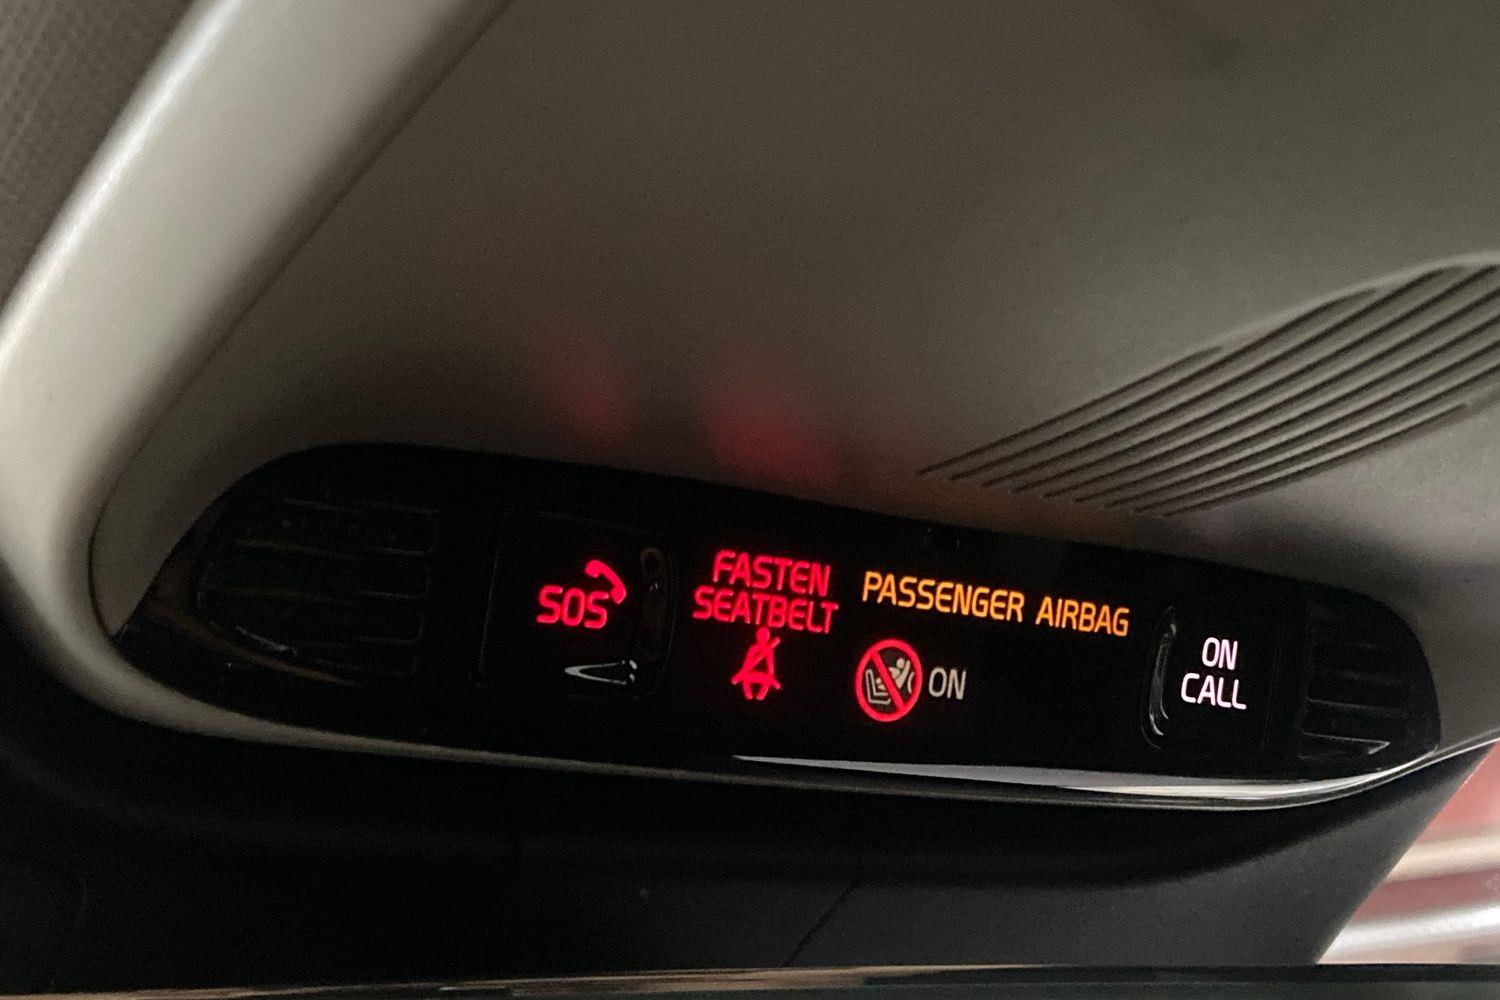 SOS
FASTEN
SEATBELT
PASSENGER AIRBAG
ON
ON
CALL